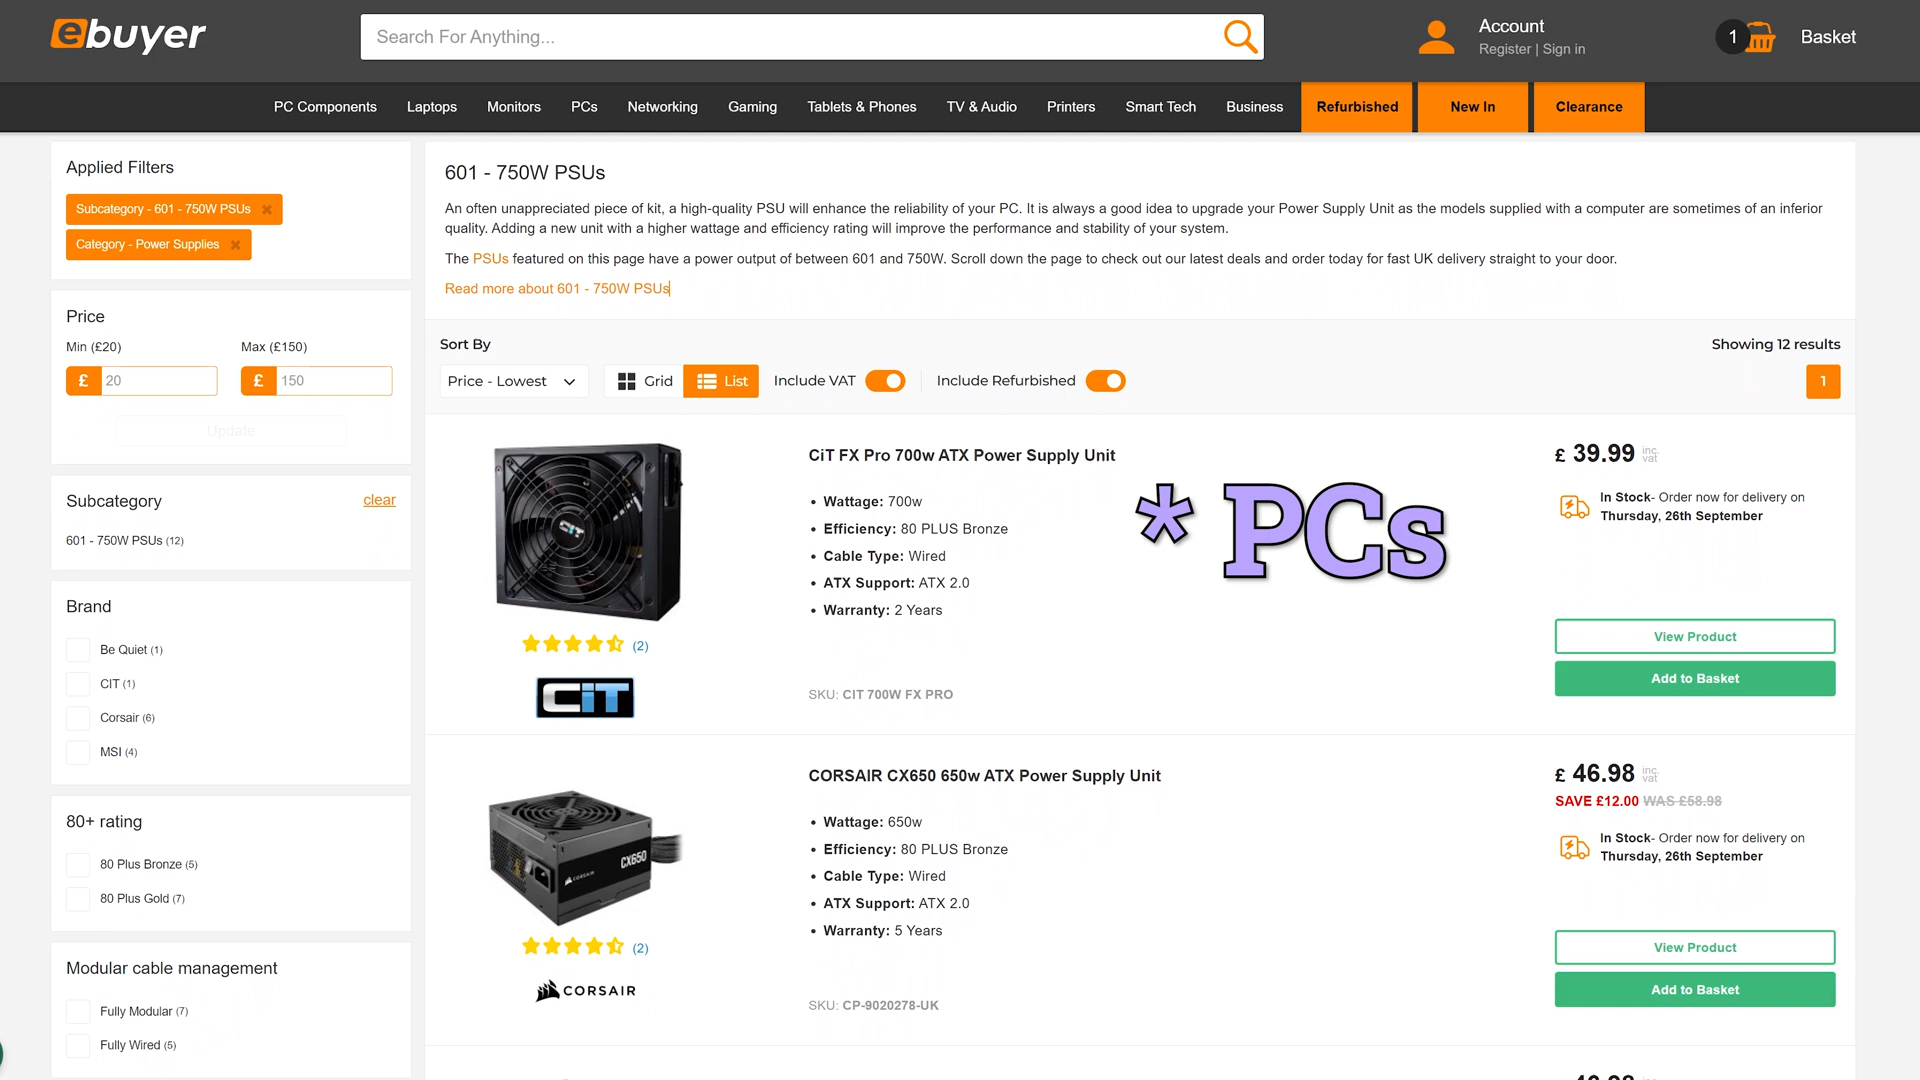 ebuyer
Search For Anything...
Account
Register | Sign in
1
Basket
PC Components
Laptops
Monitors
PCs
Networking
Gaming
Tablets & Phones
TV & Audio
Printers
Smart Tech
Business
Refurbished
New In
Clearance
Applied Filters
Subcategory - 601 - 750W PSUs ✖
Category - Power Supplies ✖
Price
Min (£20)
Max (£150)
£ 20
£ 150
Update
Subcategory
clear
601 - 750W PSUs (12)
Brand
Be Quiet (1)
CIT (1)
Corsair (6)
MSI (4)
80+ rating
80 Plus Bronze (5)
80 Plus Gold (7)
Modular cable management
Fully Modular (7)
Fully Wired (5)
601 - 750W PSUs
An often unappreciated piece of kit, a high-quality PSU will enhance the reliability of your PC. It is always a good idea to upgrade your Power Supply Unit as the models supplied with a computer are sometimes of an inferior
quality. Adding a new unit with a higher wattage and efficiency rating will improve the performance and stability of your system.
The PSUs featured on this page have a power output of between 601 and 750W. Scroll down the page to check out our latest deals and order today for fast UK delivery straight to your door.
Read more about 601 - 750W PSUs
Sort By
Showing 12 results
Price - Lowest
Grid
List
Include VAT
Include Refurbished
1
CiT FX Pro 700w ATX Power Supply Unit
• Wattage: 700w
• Efficiency: 80 PLUS Bronze
• Cable Type: Wired
• ATX Support: ATX 2.0
• Warranty: 2 Years
* PCs
(2)
CiT
SKU: CIT 700W FX PRO
£ 39.99 inc. vat
In Stock- Order now for delivery on
Thursday, 26th September
View Product
Add to Basket
CORSAIR CX650 650w ATX Power Supply Unit
• Wattage: 650w
• Efficiency: 80 PLUS Bronze
• Cable Type: Wired
• ATX Support: ATX 2.0
• Warranty: 5 Years
CX650
CORSAIR
(2)
CORSAIR
SKU: CP-9020278-UK
£ 46.98 inc. vat
SAVE £12.00 WAS £58.98
In Stock- Order now for delivery on
Thursday, 26th September
View Product
Add to Basket